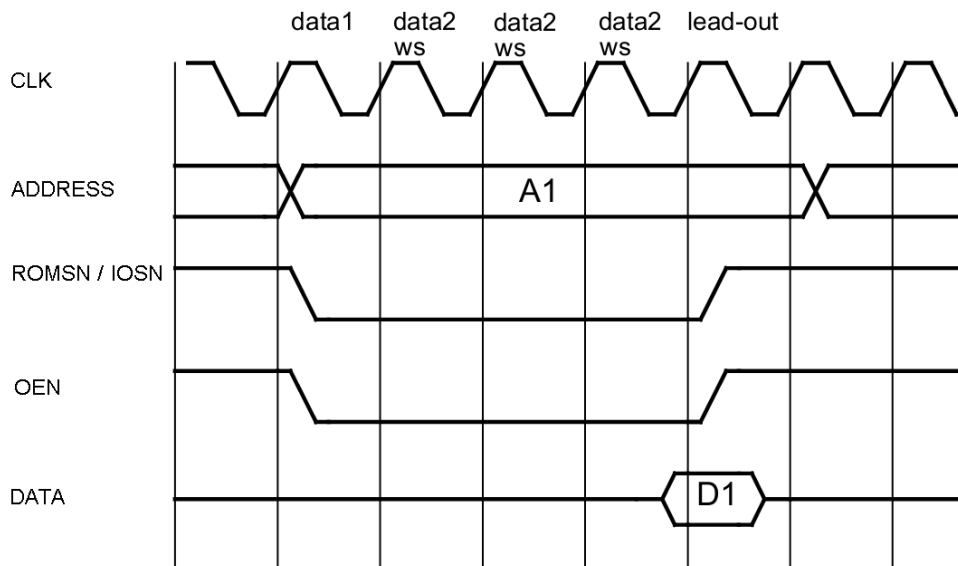 data1 data2 data2 data2 lead-out
ws ws ws
CLK
ADDRESS A1
ROMSN / IOSN
OEN
DATA D1